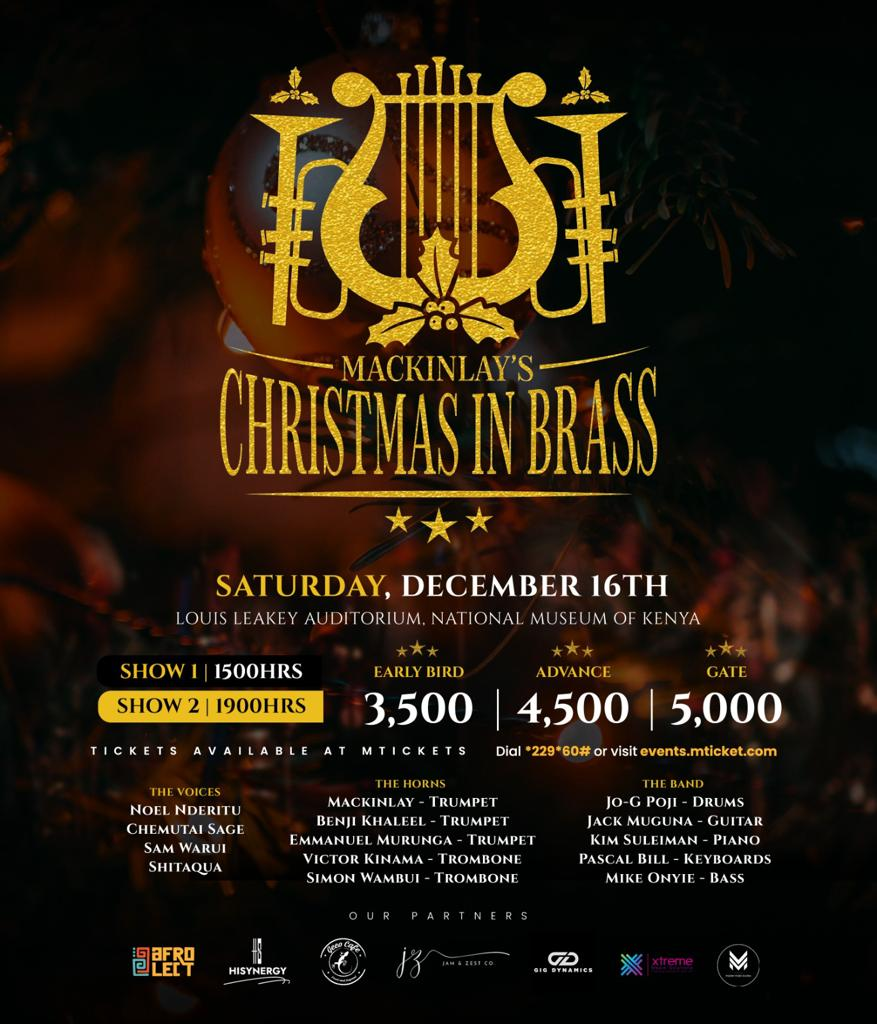 MACKINLAY'S
CHRISTMAS IN BRASS
SATURDAY, DECEMBER 16TH
LOUIS LEAKEY AUDITORIUM, NATIONAL MUSEUM OF KENYA
SHOW 1 | 1500HRS
SHOW 2 | 1900HRS
EARLY BIRD
3,500
ADVANCE
4,500
GATE
5,000
TICKETS AVAILABLE AT MTICKETS
Dial *229*60# or visit events.mticket.com
THE VOICES
NOEL NDERITU
CHEMUTAI SAGE
SAM WARUI
SHITAQUA
THE HORNS
MACKINLAY - TRUMPET
BENJI KHALEEL - TRUMPET
EMMANUEL MURUNGA - TRUMPET
VICTOR KINAMA - TROMBONE
SIMON WAMBUI - TROMBONE
THE BAND
JO-G POJI - DRUMS
JACK MUGUNA - GUITAR
KIM SULEIMAN - PIANO
PASCAL BILL - KEYBOARDS
MIKE ONYIE - BASS
OUR PARTNERS
AFRO
LECT
HISYNERGY
Geco Cafe
jz
JAM & ZEST CO.
GIG DYNAMICS
xtreme